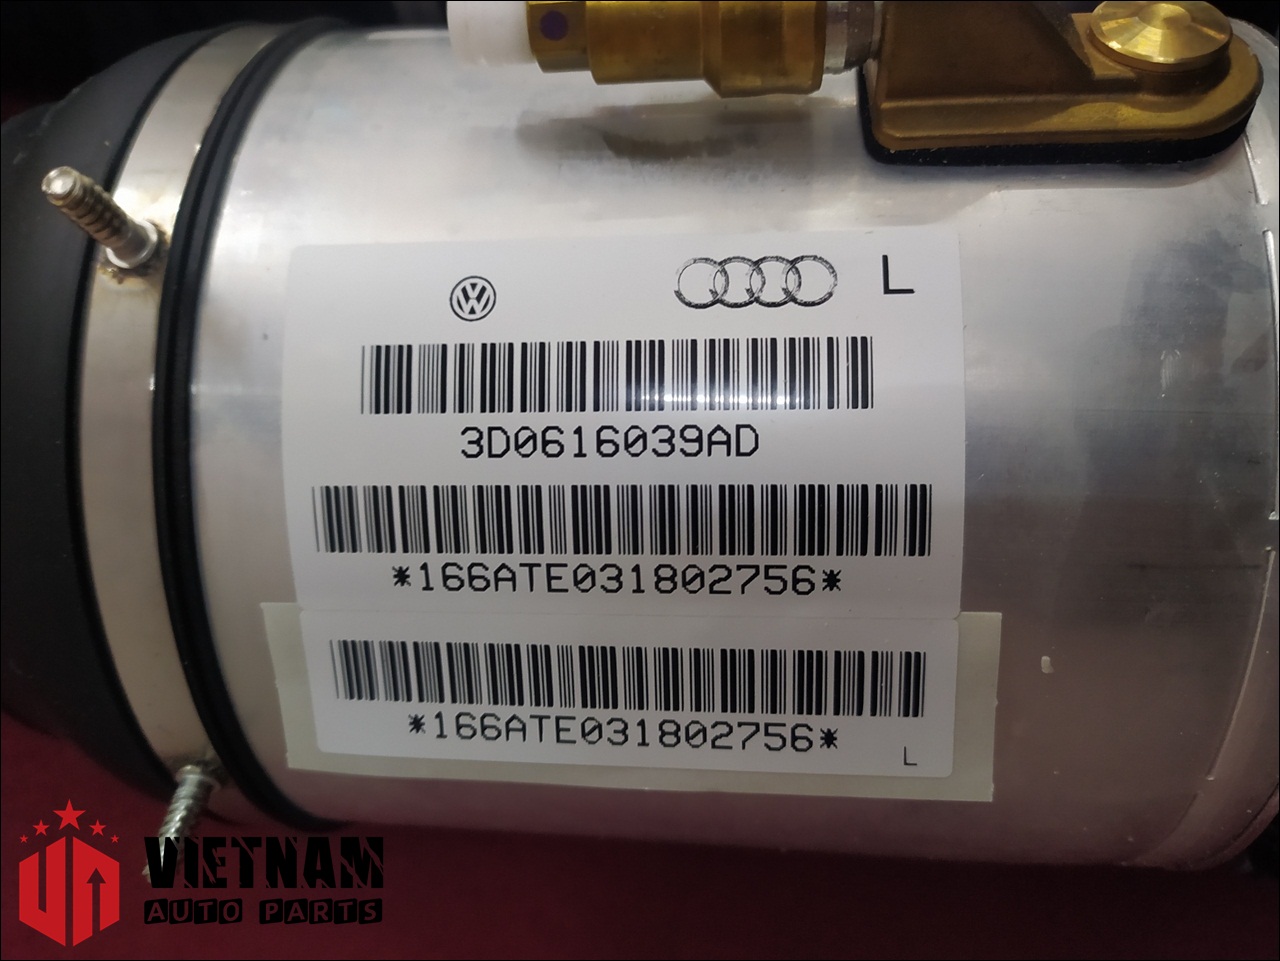 L
3D0616039AD
*166ATE031802756*
*166ATE031802756*
L
VIETNAM
AUTO PARTS